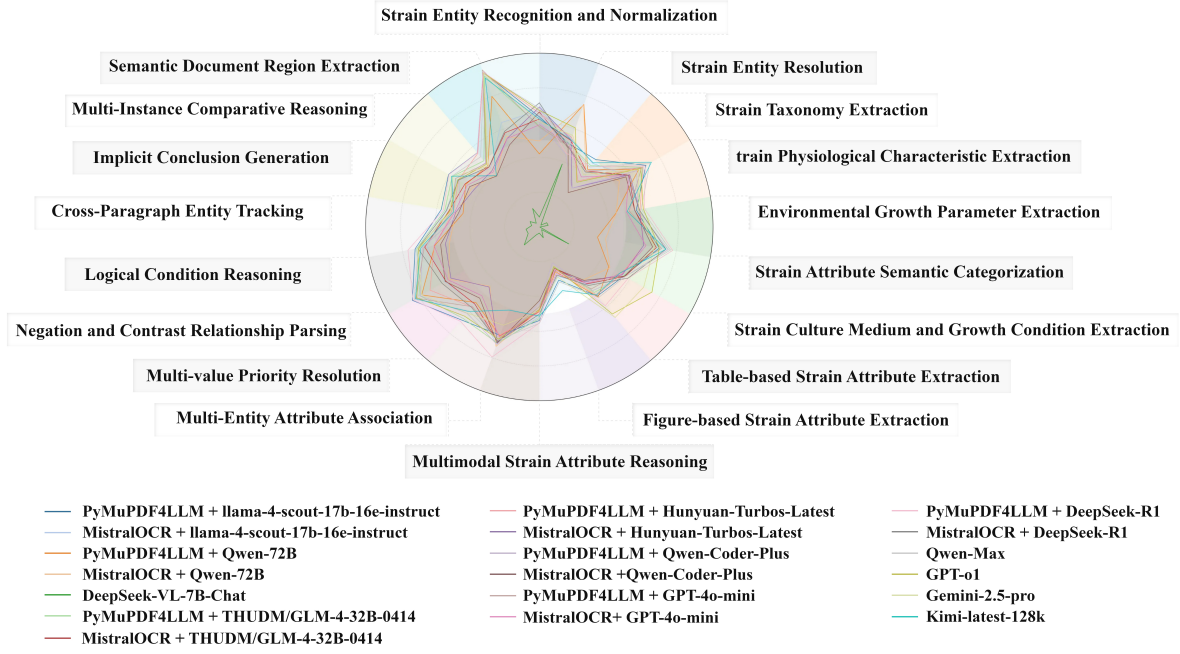 Strain Entity Recognition and Normalization
Semantic Document Region Extraction
Strain Entity Resolution
Multi-Instance Comparative Reasoning
Strain Taxonomy Extraction
Implicit Conclusion Generation
train Physiological Characteristic Extraction
Cross-Paragraph Entity Tracking
Environmental Growth Parameter Extraction
Logical Condition Reasoning
Strain Attribute Semantic Categorization
Negation and Contrast Relationship Parsing
Strain Culture Medium and Growth Condition Extraction
Multi-value Priority Resolution
Table-based Strain Attribute Extraction
Multi-Entity Attribute Association
Figure-based Strain Attribute Extraction
Multimodal Strain Attribute Reasoning
PyMuPDF4LLM + llama-4-scout-17b-16e-instruct
MistralOCR + llama-4-scout-17b-16e-instruct
PyMuPDF4LLM + Qwen-72B
MistralOCR + Qwen-72B
DeepSeek-VL-7B-Chat
PyMuPDF4LLM + THUDM/GLM-4-32B-0414
MistralOCR + THUDM/GLM-4-32B-0414
PyMuPDF4LLM + Hunyuan-Turbos-Latest
MistralOCR + Hunyuan-Turbos-Latest
PyMuPDF4LLM + Qwen-Coder-Plus
MistralOCR +Qwen-Coder-Plus
PyMuPDF4LLM + GPT-4o-mini
MistralOCR+ GPT-4o-mini
PyMuPDF4LLM + DeepSeek-R1
MistralOCR + DeepSeek-R1
Qwen-Max
GPT-o1
Gemini-2.5-pro
Kimi-latest-128k